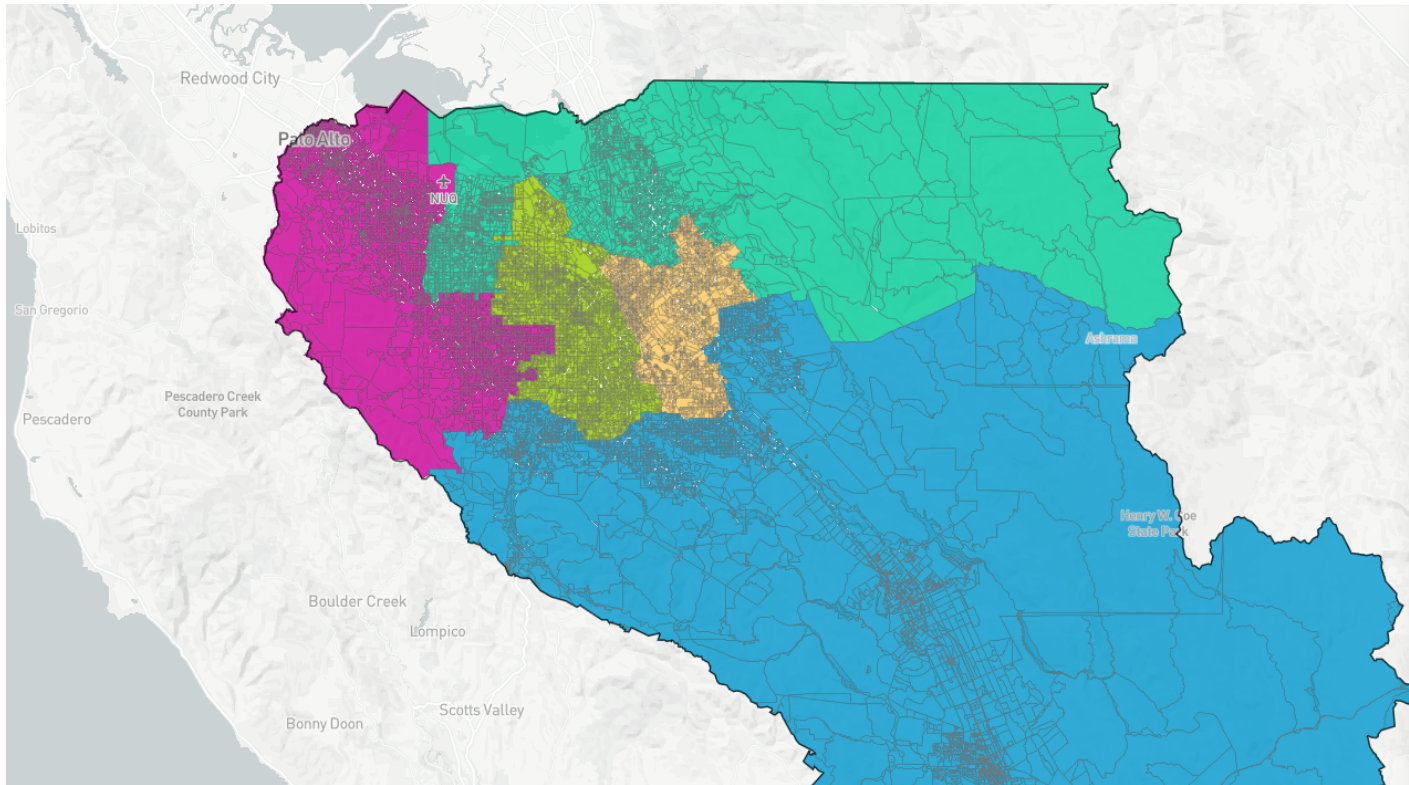 Redwood City
Palo Alto
NUQ
Lobitos
San Gregorio
Ashrama
Pescadero Creek
County Park
Pescadero
Henry W. Coe
State Park
Boulder Creek
Lompico
Scotts Valley
Bonny Doon